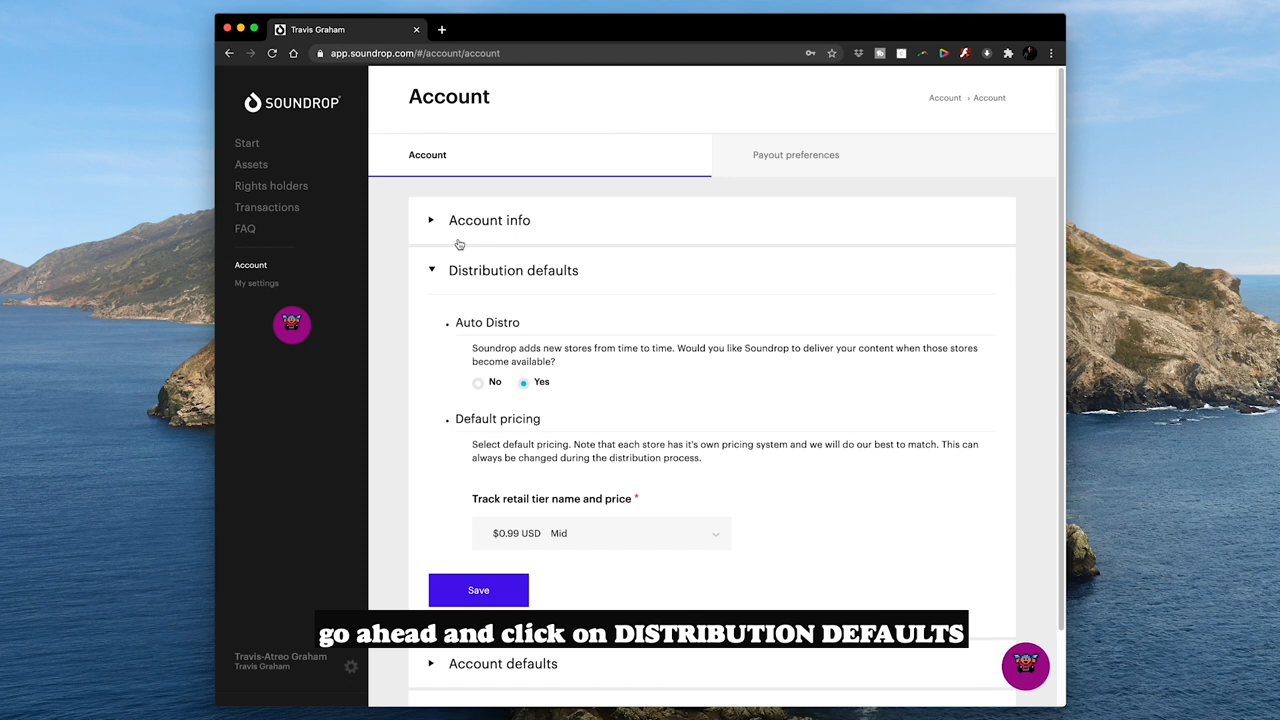 Travis Graham
app.soundrop.com/#/account/account
SOUNDROP
Start
Assets
Rights holders
Transactions
FAQ
Account
My settings
Travis-Atreo Graham
Travis Graham
Account
Account › Account
Account
Payout preferences
Account info
Distribution defaults
Auto Distro
Soundrop adds new stores from time to time. Would you like Soundrop to deliver your content when those stores
become available?
No Yes
Default pricing
Select default pricing. Note that each store has it's own pricing system and we will do our best to match. This can
always be changed during the distribution process.
Track retail tier name and price *
$0.99 USD Mid
Save
go ahead and click on DISTRIBUTION DEFAULTS
Account defaults